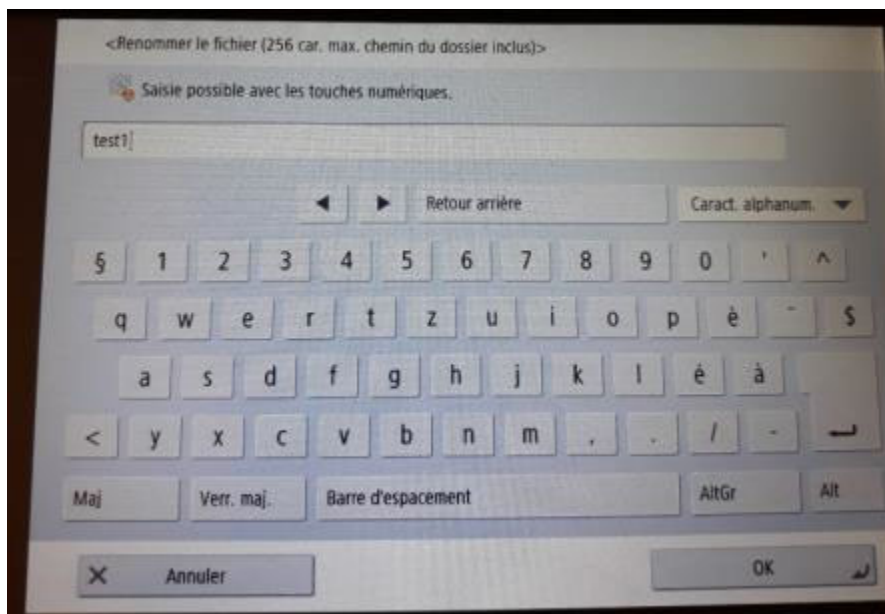 <Renommer le fichier (256 car. max. chemin du dossier inclus)>
Saisie possible avec les touches numériques.
test1
◀ ▶ Retour arrière Caract. alphanum. ▼
§ 1 2 3 4 5 6 7 8 9 0 ' ^
q w e r t z u i o p è ¨ $
a s d f g h j k l é à
< y x c v b n m , . / -
Maj Verr. maj. Barre d'espacement AltGr Alt
Annuler OK